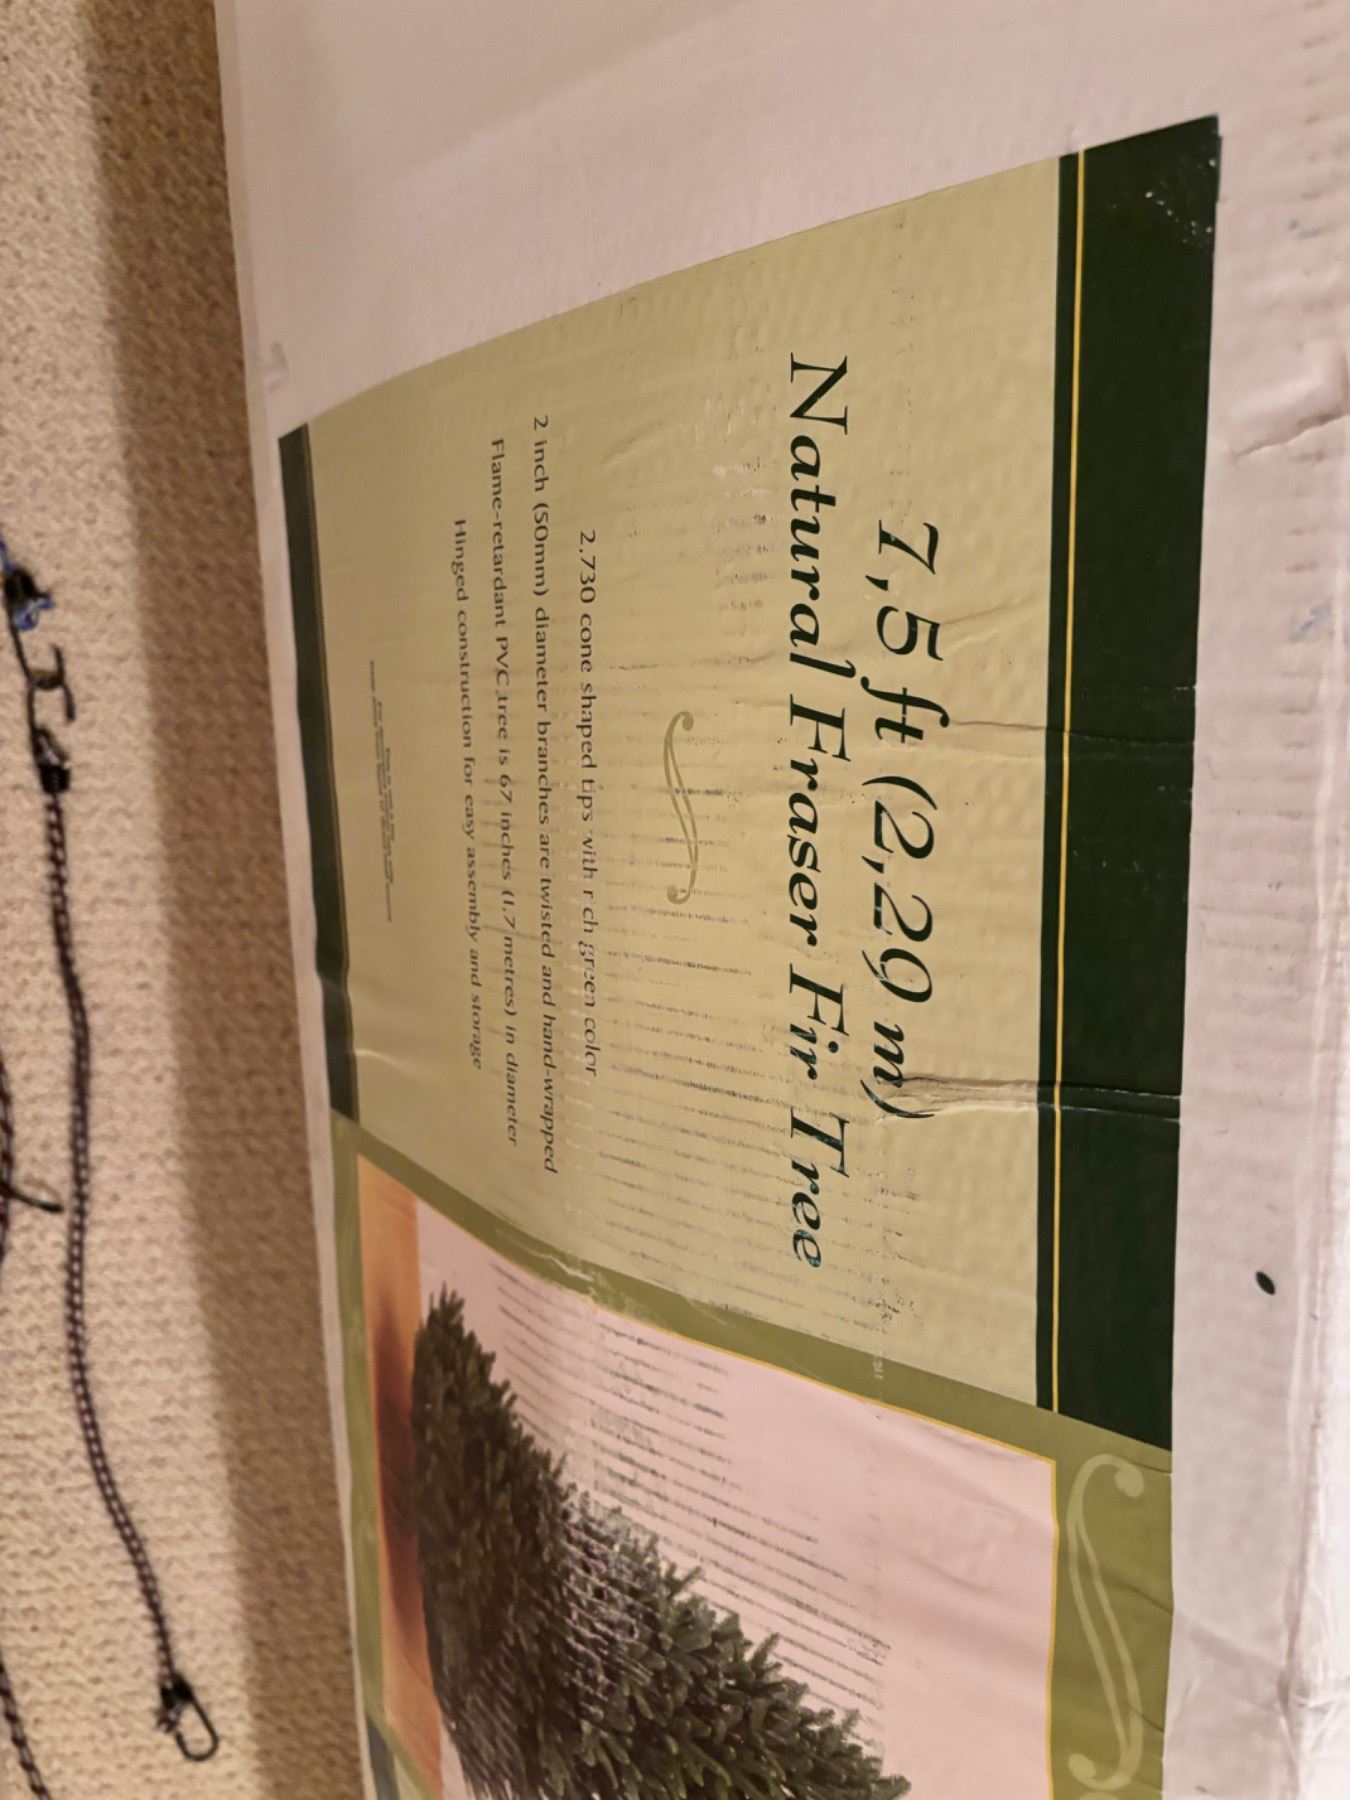 7,5 ft (2,29 m)
Natural Fraser Fir Tree
2,730 cone shaped tips with rich green color
2 inch (50mm) diameter branches are twisted and hand-wrapped
Flame-retardant PVC tree is 67 inches (1.7 metres) in diameter
Hinged construction for easy assembly and storage